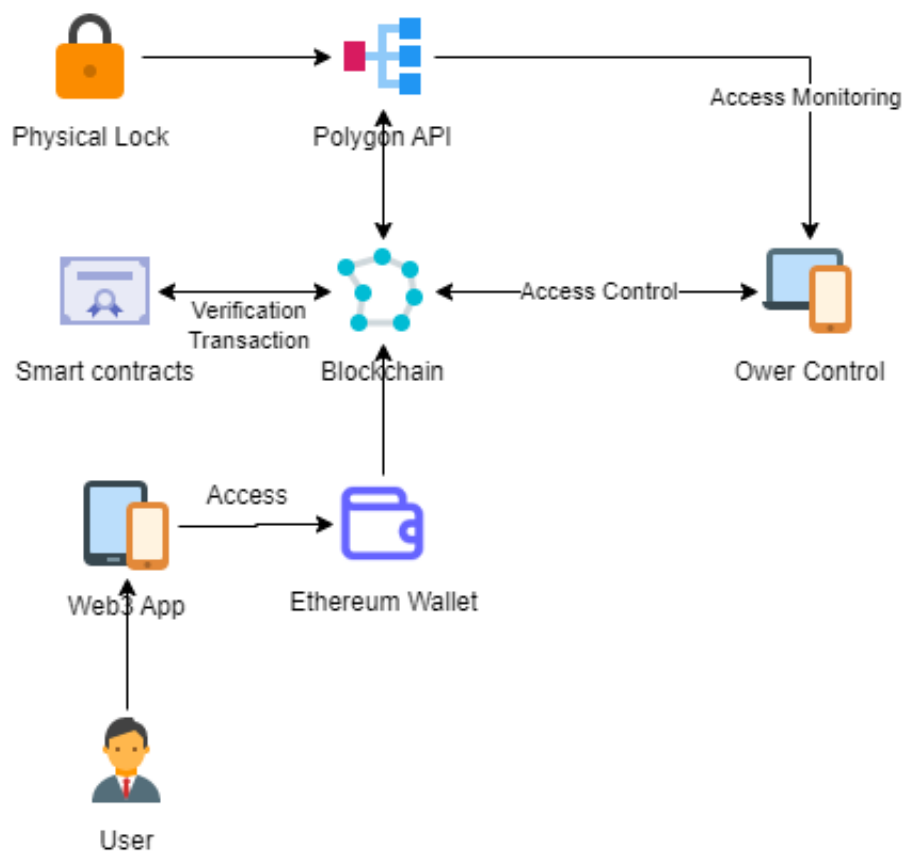 Physical Lock
Polygon API
Access Monitoring
Verification
Transaction
Access Control
Smart contracts
Blockchain
Ower Control
Access
Web3 App
Ethereum Wallet
User